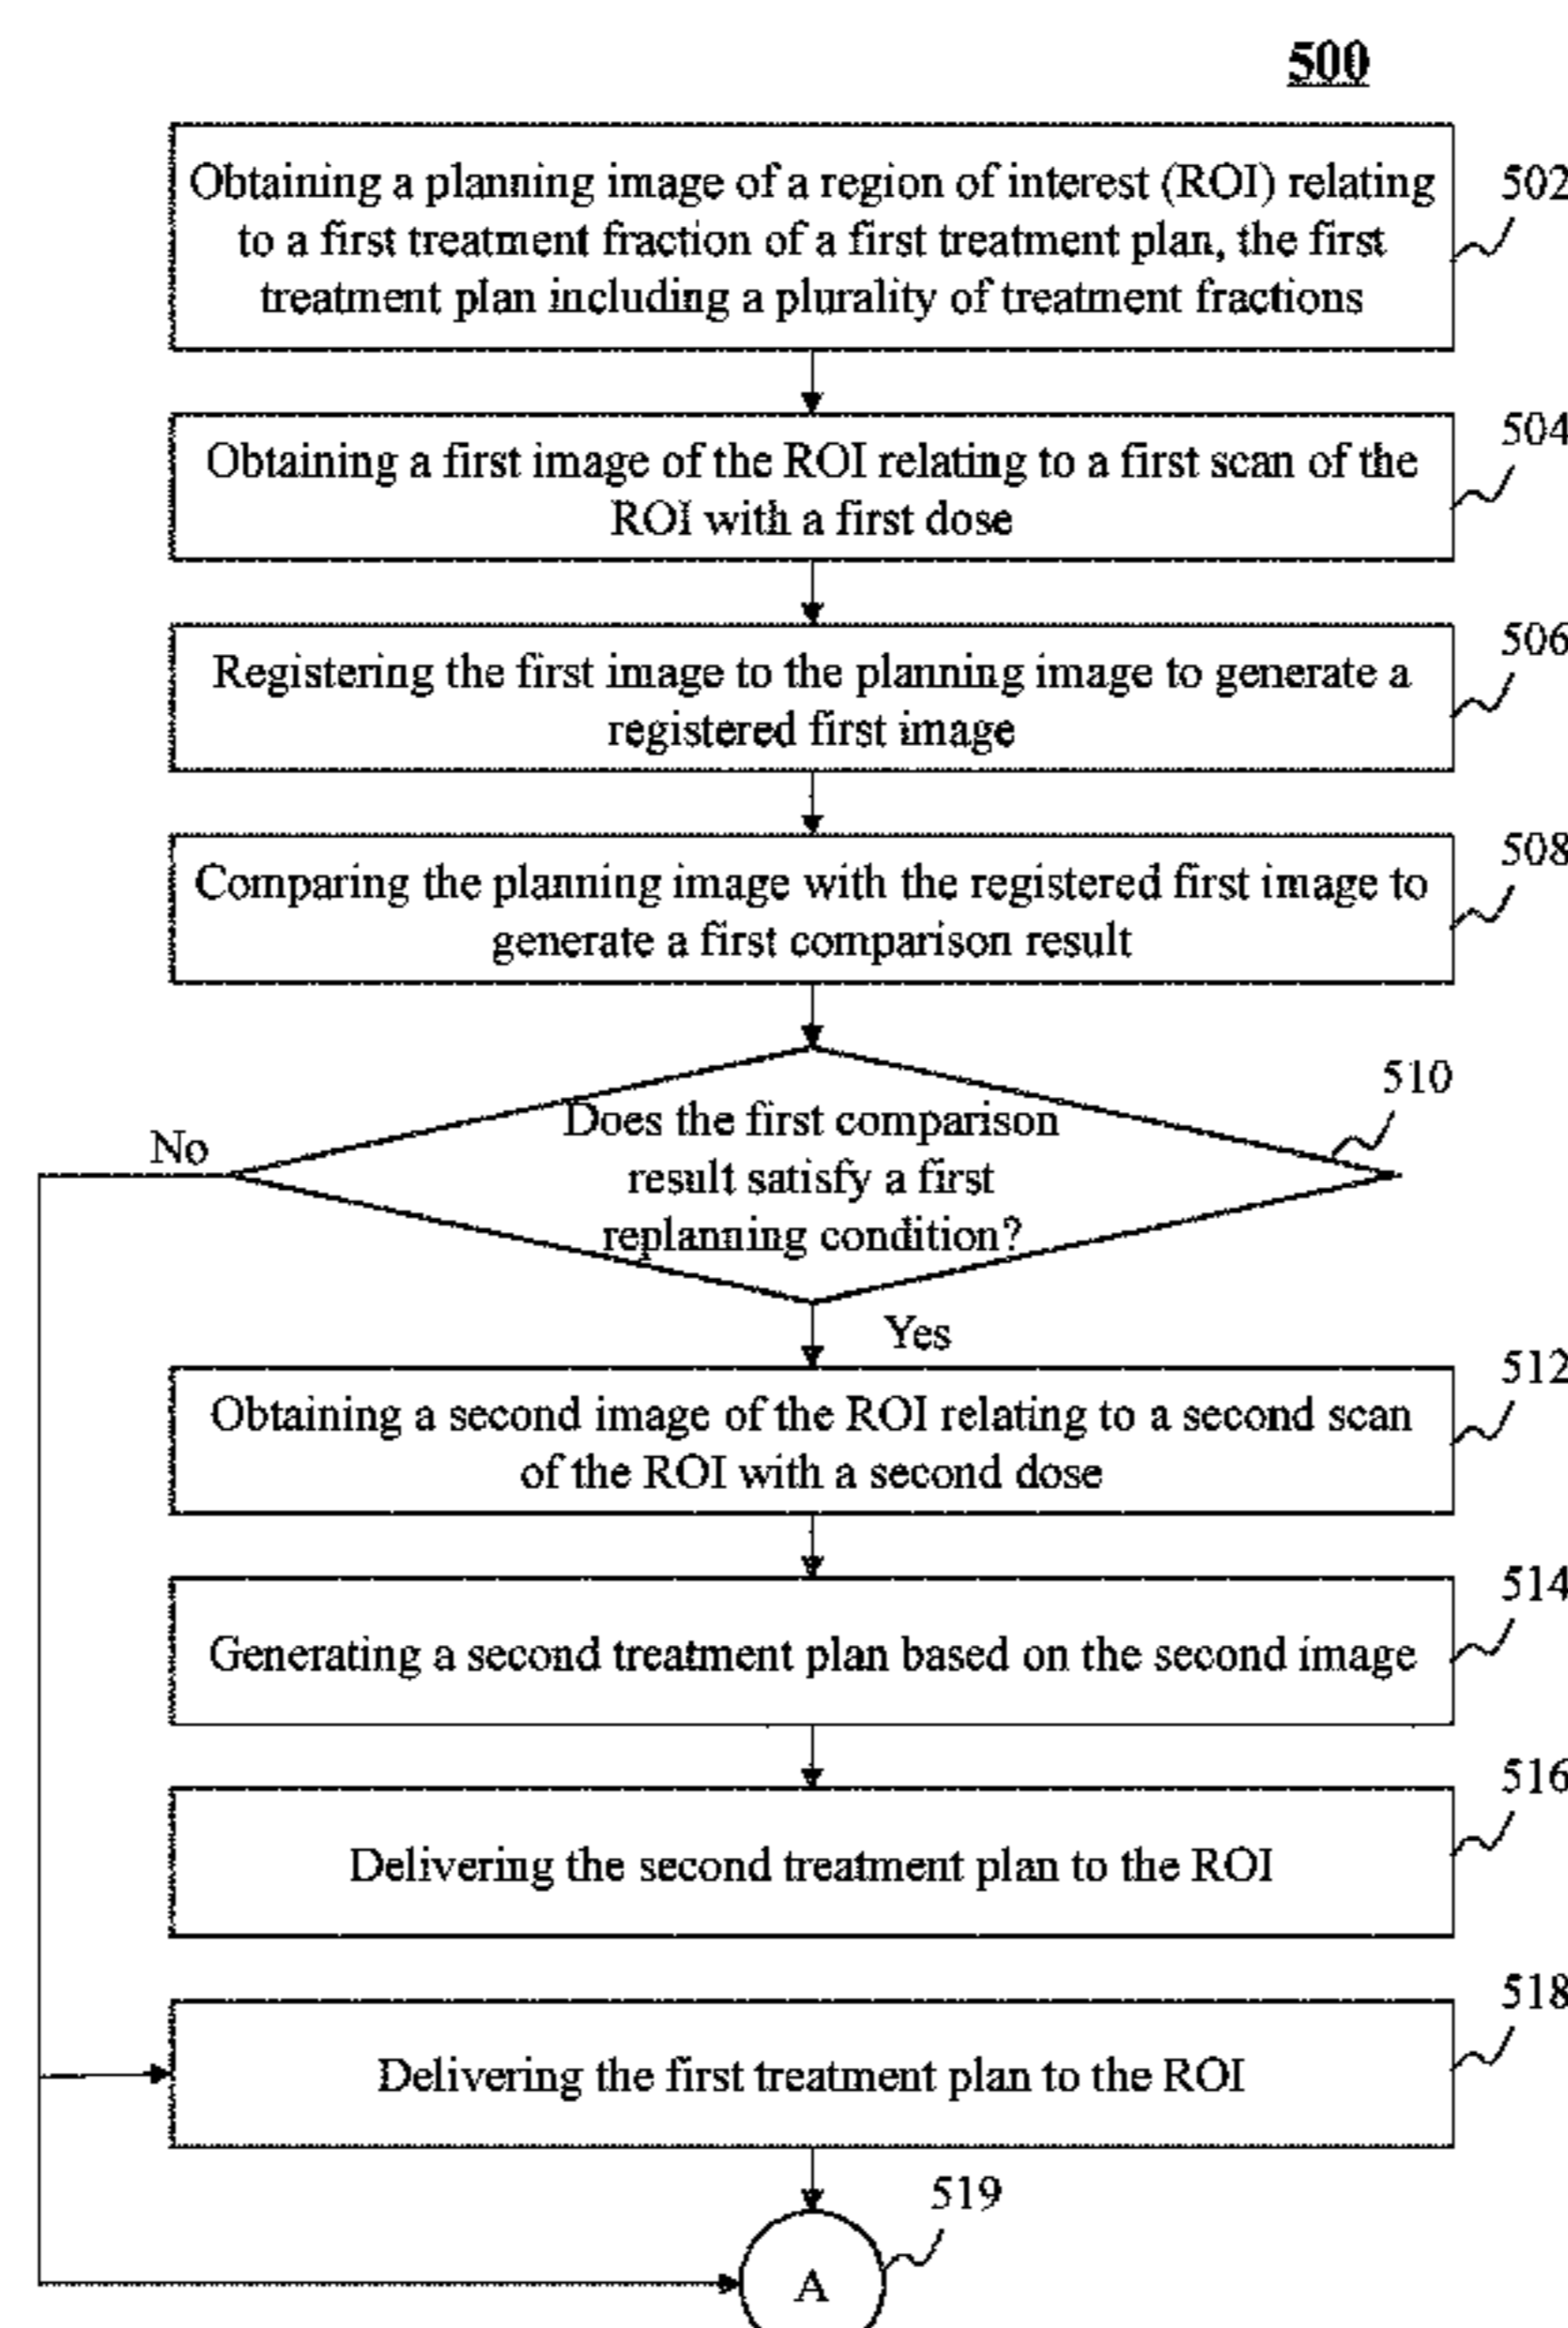 500
Obtaining a planning image of a region of interest (ROI) relating
to a first treatment fraction of a first treatment plan, the first
treatment plan including a plurality of treatment fractions
502
Obtaining a first image of the ROI relating to a first scan of the
ROI with a first dose
504
Registering the first image to the planning image to generate a
registered first image
506
Comparing the planning image with the registered first image to
generate a first comparison result
508
Does the first comparison
result satisfy a first
replanning condition?
510
No
Yes
Obtaining a second image of the ROI relating to a second scan
of the ROI with a second dose
512
Generating a second treatment plan based on the second image
514
Delivering the second treatment plan to the ROI
516
Delivering the first treatment plan to the ROI
518
519
A